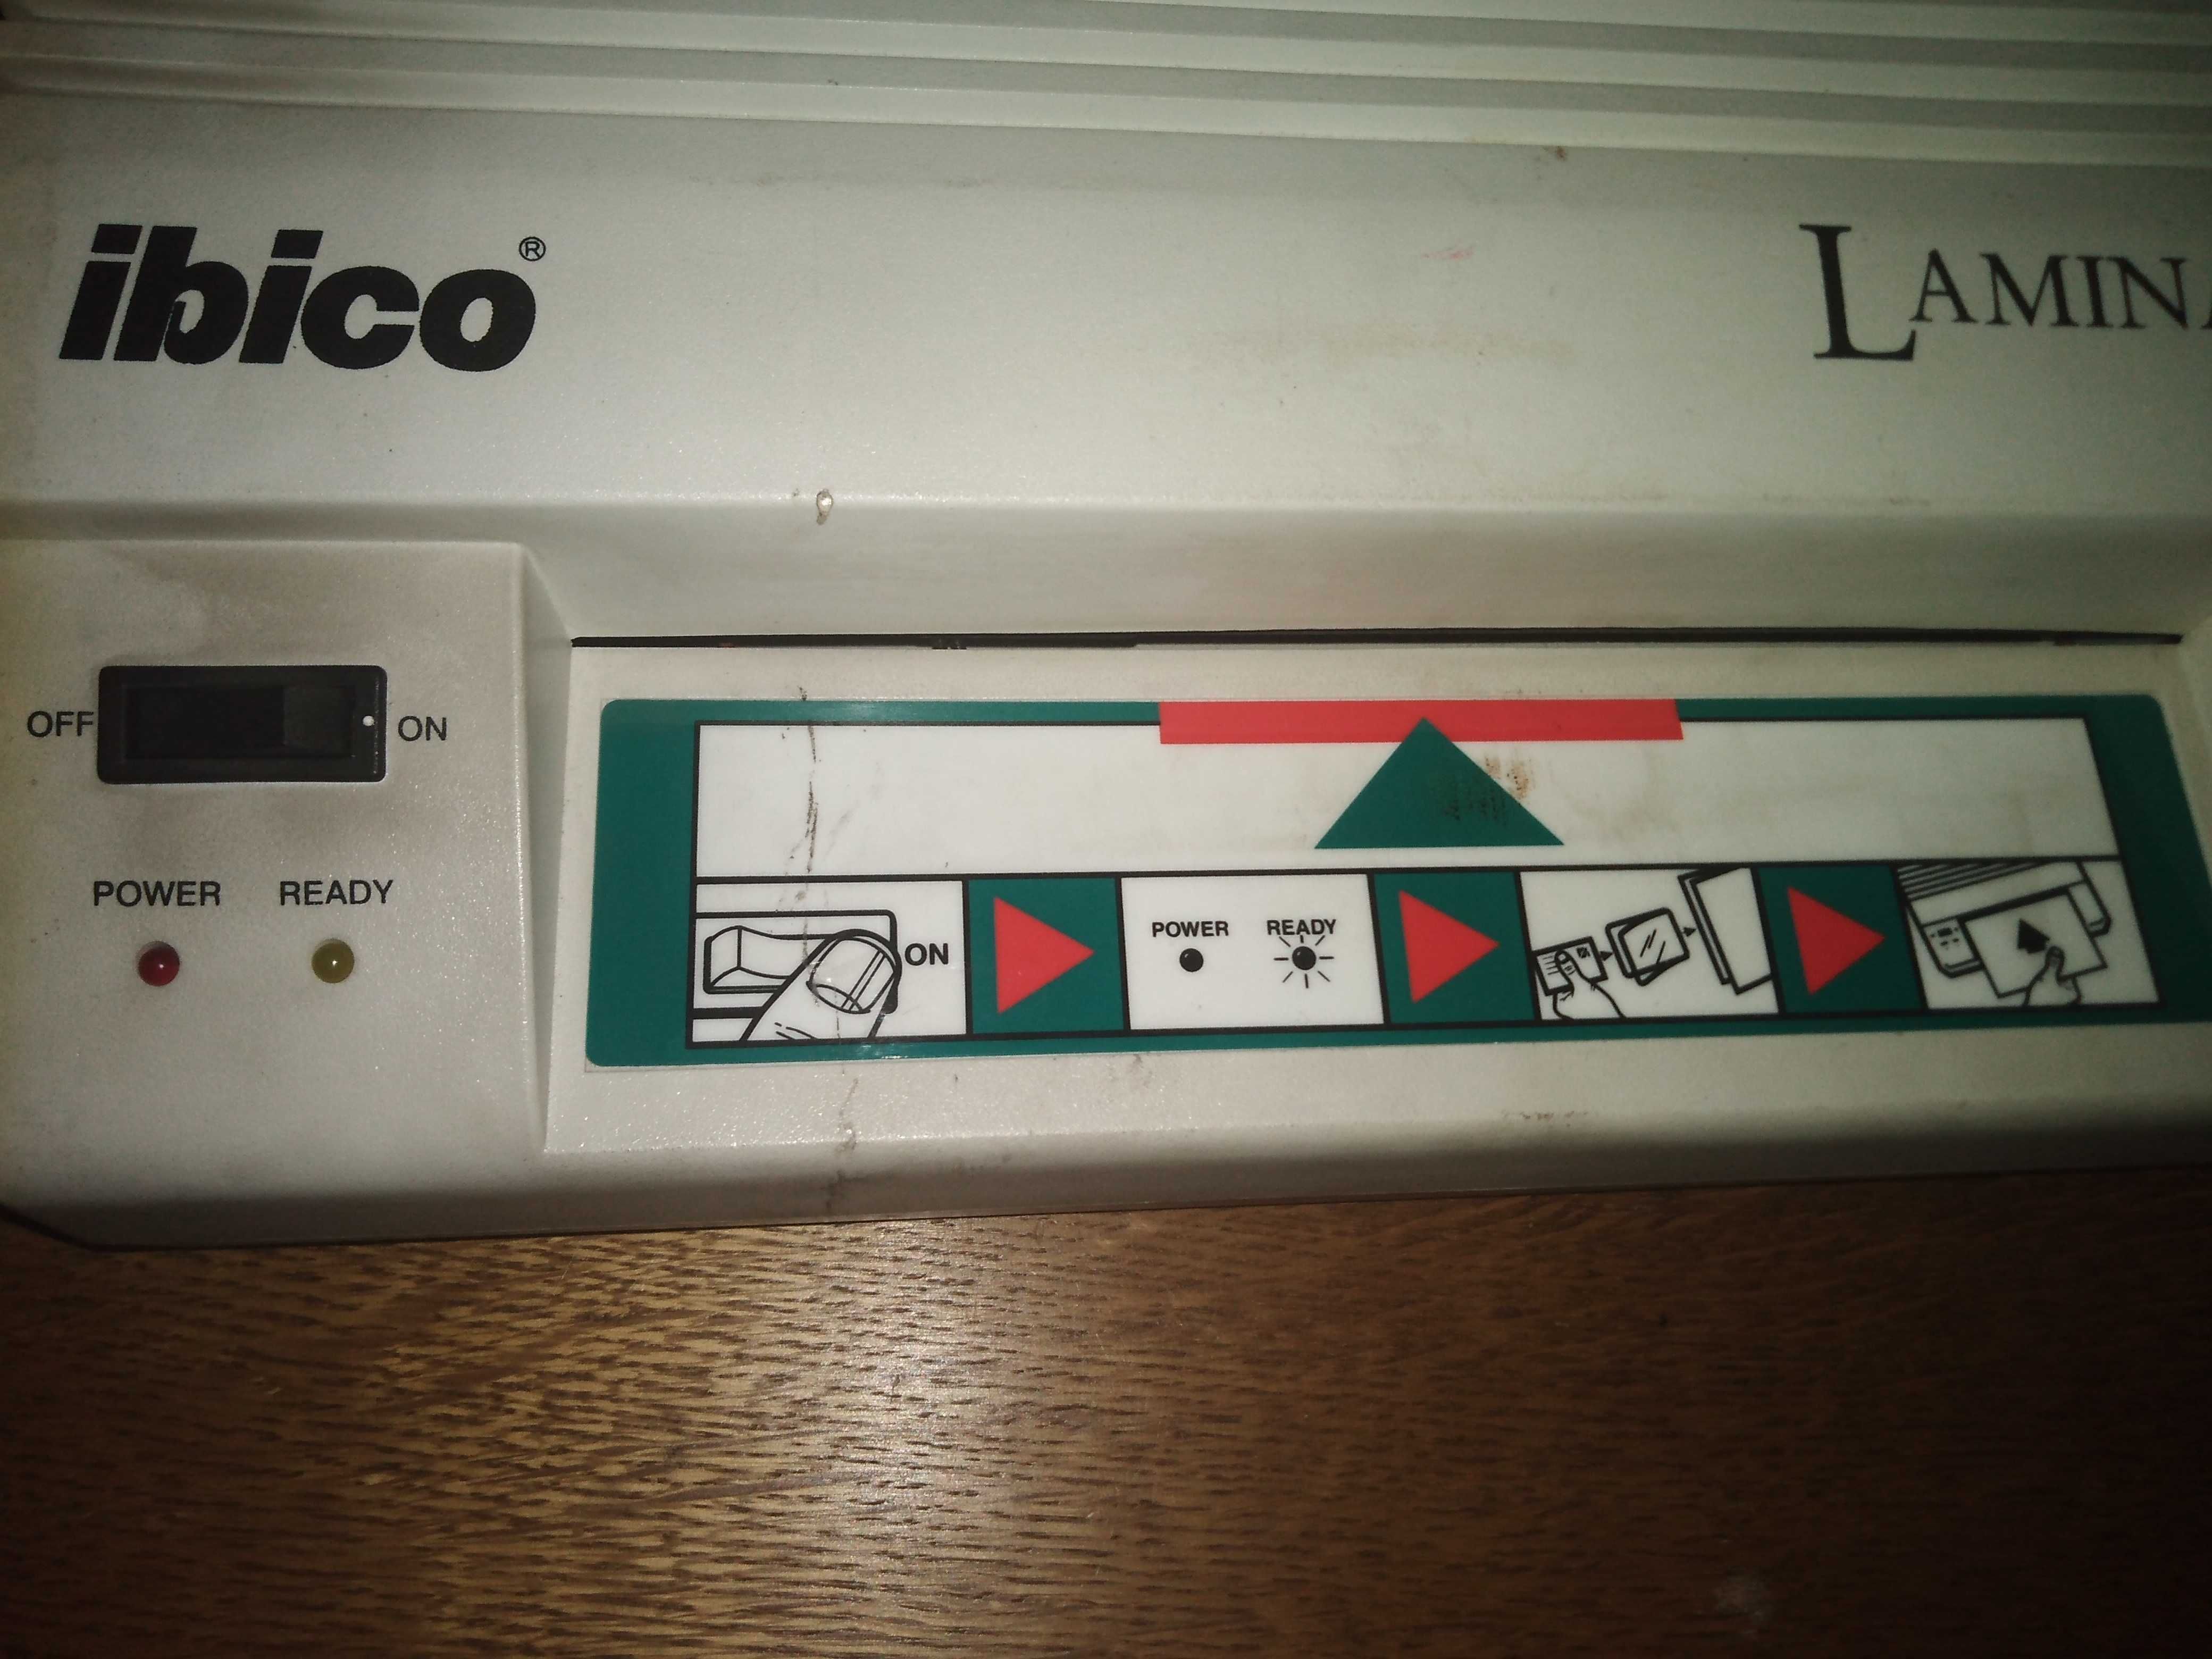 ibico®
LAMINA
OFF ON
POWER READY
ON
POWER READY